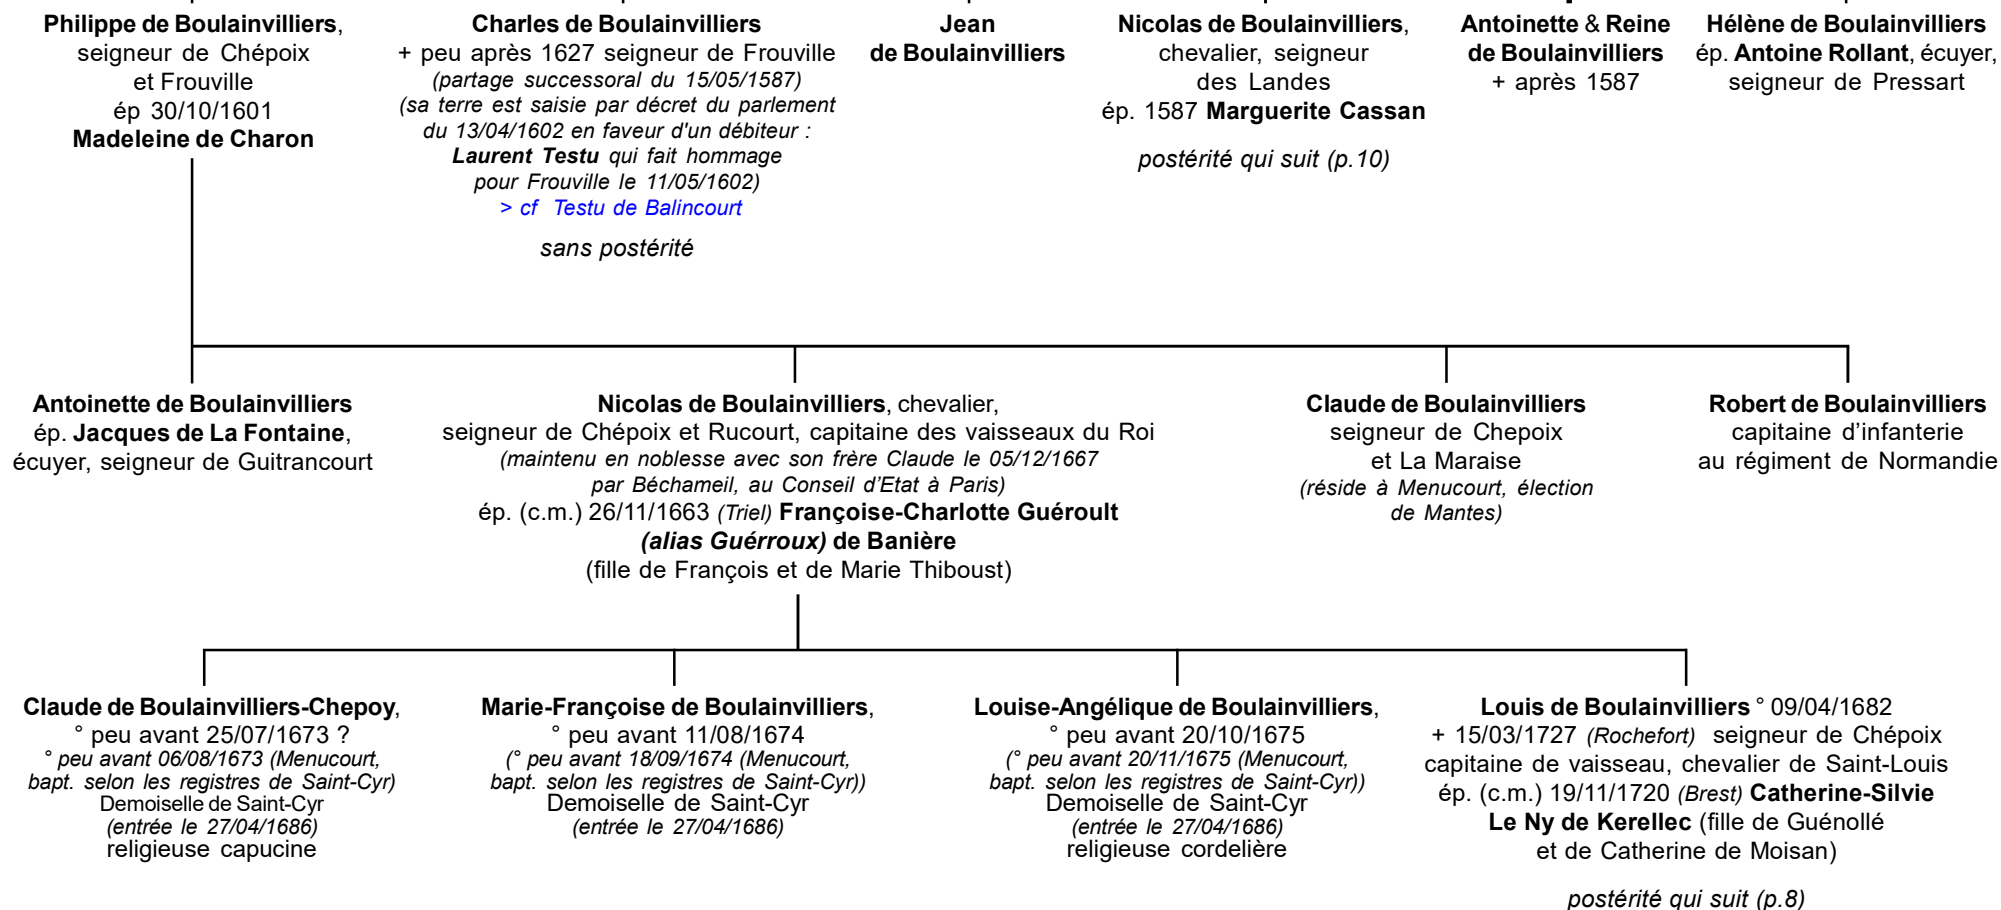 Philippe de Boulainvilliers,
seigneur de Chépoix
et Frouville
ép 30/10/1601
Madeleine de Charon
Charles de Boulainvilliers
+ peu après 1627 seigneur de Frouville
(partage successoral du 15/05/1587)
(sa terre est saisie par décret du parlement
du 13/04/1602 en faveur d'un débiteur :
Laurent Testu qui fait hommage
pour Frouville le 11/05/1602)
> cf Testu de Balincourt
sans postérité
Jean
de Boulainvilliers
Nicolas de Boulainvilliers,
chevalier, seigneur
des Landes
ép. 1587 Marguerite Cassan
postérité qui suit (p.10)
Antoinette & Reine
de Boulainvilliers
+ après 1587
Hélène de Boulainvilliers
ép. Antoine Rollant, écuyer,
seigneur de Pressart
Antoinette de Boulainvilliers
ép. Jacques de La Fontaine,
écuyer, seigneur de Guitrancourt
Nicolas de Boulainvilliers, chevalier,
seigneur de Chépoix et Rucourt, capitaine des vaisseaux du Roi
(maintenu en noblesse avec son frère Claude le 05/12/1667
par Béchameil, au Conseil d'Etat à Paris)
ép. (c.m.) 26/11/1663 (Triel) Françoise-Charlotte Guéroult
(alias Guérroux) de Banière
(fille de François et de Marie Thiboust)
Claude de Boulainvilliers
seigneur de Chepoix
et La Maraise
(réside à Menucourt, élection
de Mantes)
Robert de Boulainvilliers
capitaine d'infanterie
au régiment de Normandie
Claude de Boulainvilliers-Chepoy,
° peu avant 25/07/1673 ?
° peu avant 06/08/1673 (Menucourt,
bapt. selon les registres de Saint-Cyr)
Demoiselle de Saint-Cyr
(entrée le 27/04/1686)
religieuse capucine
Marie-Françoise de Boulainvilliers,
° peu avant 11/08/1674
(° peu avant 18/09/1674 (Menucourt,
bapt. selon les registres de Saint-Cyr))
Demoiselle de Saint-Cyr
(entrée le 27/04/1686)
Louise-Angélique de Boulainvilliers,
° peu avant 20/10/1675
(° peu avant 20/11/1675 (Menucourt,
bapt. selon les registres de Saint-Cyr))
Demoiselle de Saint-Cyr
(entrée le 27/04/1686)
religieuse cordelière
Louis de Boulainvilliers ° 09/04/1682
+ 15/03/1727 (Rochefort) seigneur de Chépoix
capitaine de vaisseau, chevalier de Saint-Louis
ép. (c.m.) 19/11/1720 (Brest) Catherine-Silvie
Le Ny de Kerellec (fille de Guénollé
et de Catherine de Moisan)
postérité qui suit (p.8)